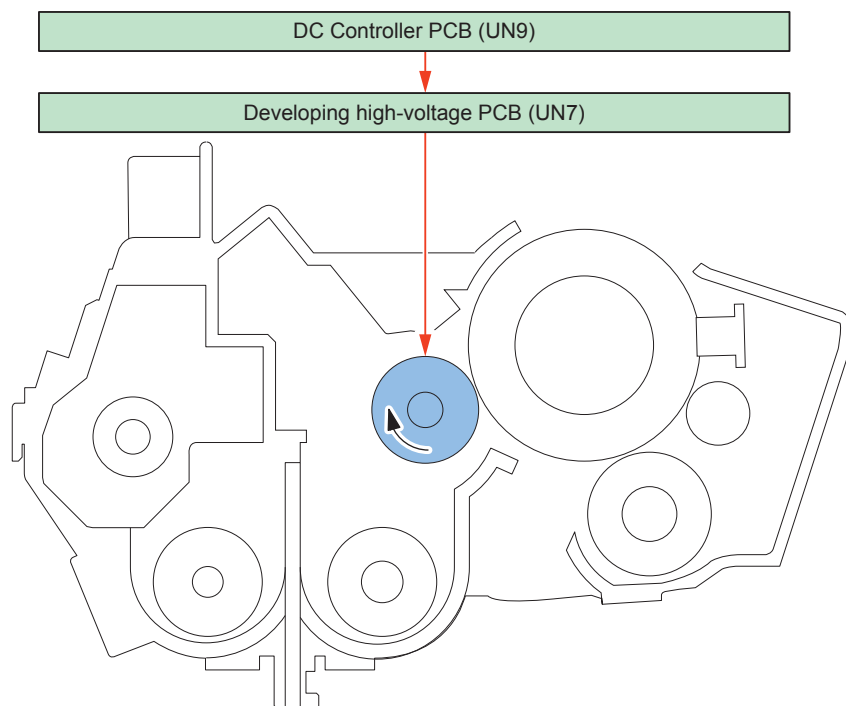 DC Controller PCB (UN9)
Developing high-voltage PCB (UN7)